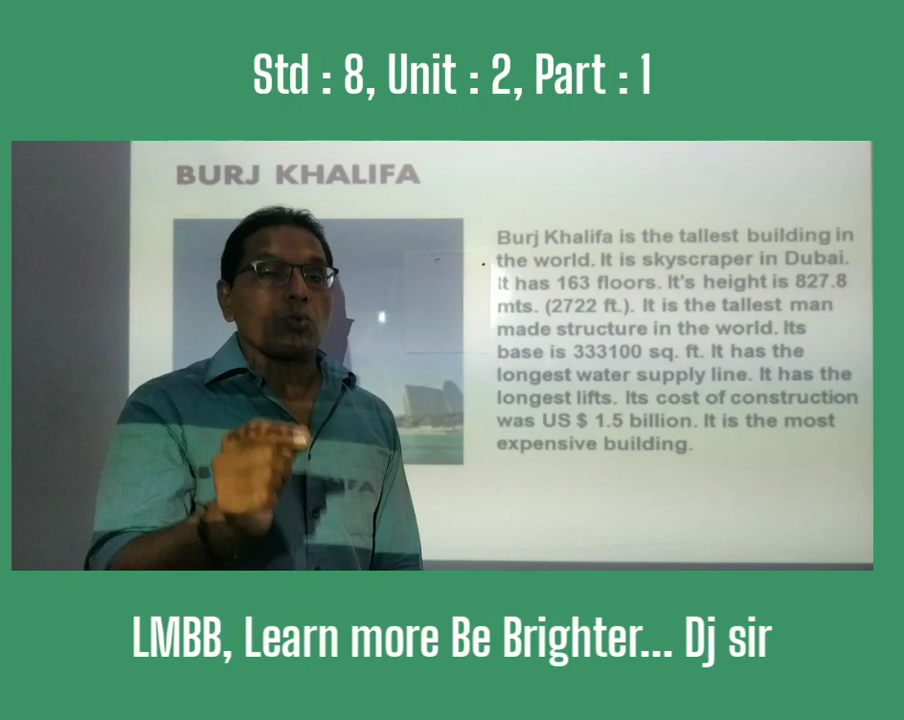 Std : 8, Unit : 2, Part : 1
BURJ KHALIFA
Burj Khalifa is the tallest building in
the world. It is skyscraper in Dubai.
It has 163 floors. It's height is 827.8
mts. (2722 ft.). It is the tallest man
made structure in the world. Its
base is 333100 sq. ft. It has the
longest water supply line. It has the
longest lifts. Its cost of construction
was US $ 1.5 billion. It is the most
expensive building.
LMBB, Learn more Be Brighter... Dj sir